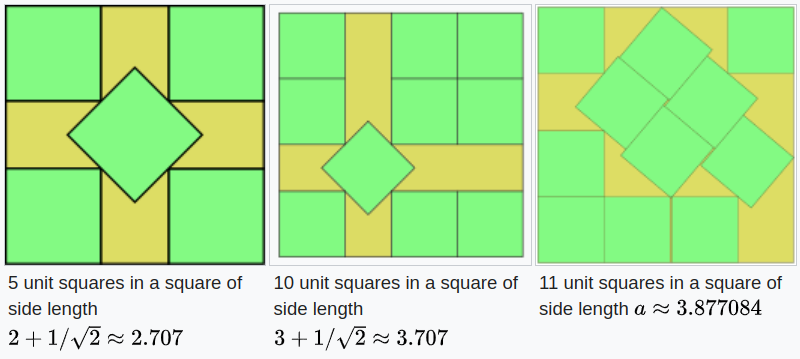 5 unit squares in a square of
side length
2 + 1/√2 ≈ 2.707
10 unit squares in a square of
side length
3 + 1/√2 ≈ 3.707
11 unit squares in a square of
side length a ≈ 3.877084